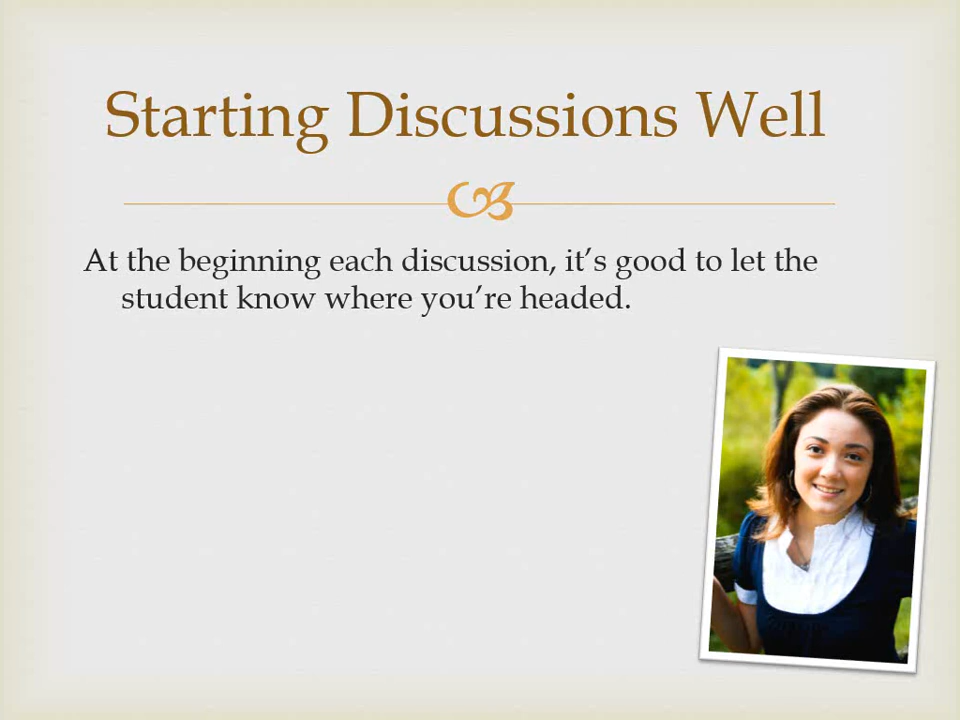 Starting Discussions Well
At the beginning each discussion, it’s good to let the
student know where you’re headed.